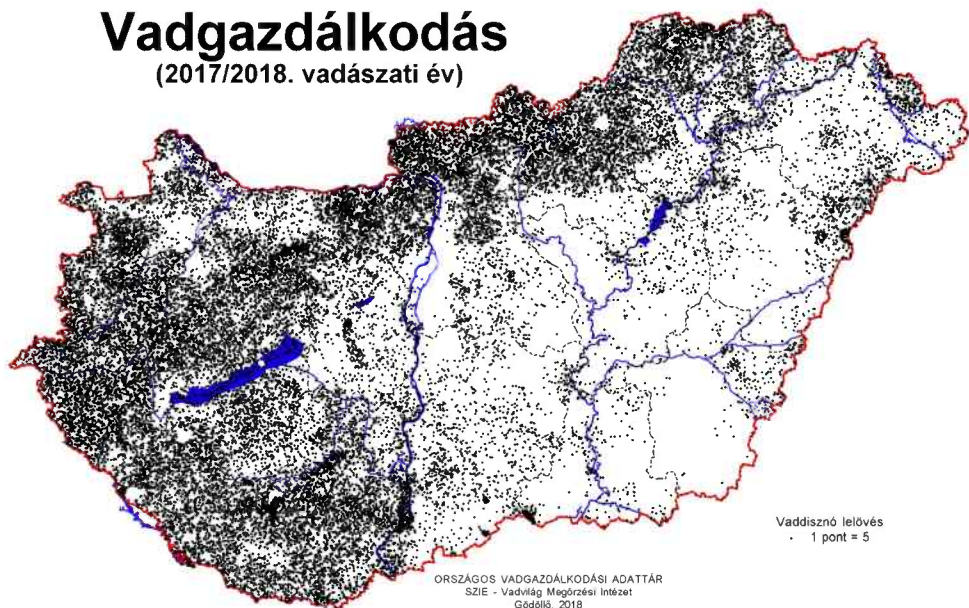 Vadgazdálkodás
(2017/2018. vadászati év)
Vaddisznó lelövés
· 1 pont = 5
ORSZÁGOS VADGAZDÁLKODÁSI ADATTÁR
SZIE - Vadvilág Megőrzési Intézet
Gödöllő, 2018